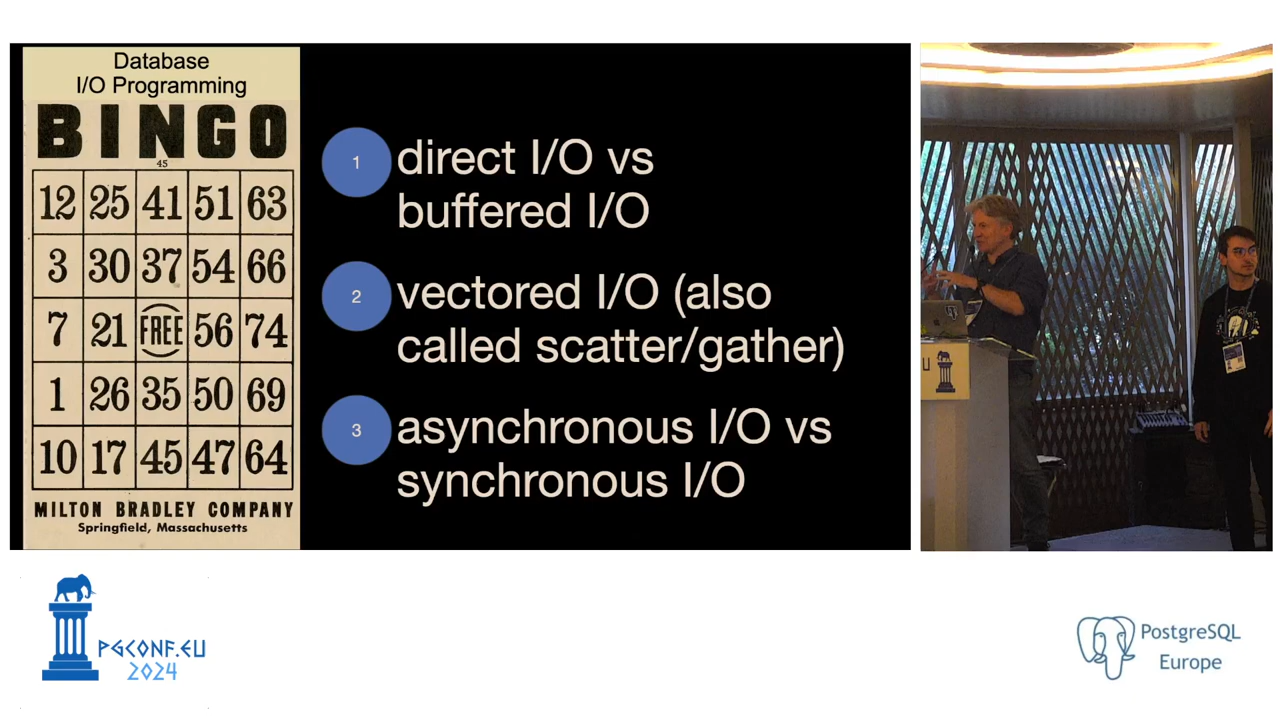 Database
I/O Programming
BINGO
45
12 25 41 51 63
3 30 37 54 66
7 21 FREE 56 74
1 26 35 50 69
10 17 45 47 64
MILTON BRADLEY COMPANY
Springfield, Massachusetts
1 direct I/O vs
buffered I/O
2 vectored I/O (also
called scatter/gather)
3 asynchronous I/O vs
synchronous I/O
U
PGCONF.EU
2024
PostgreSQL
Europe